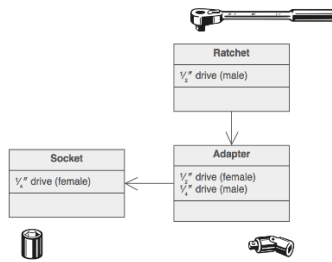 Ratchet
½" drive (male)
Socket
¼" drive (female)
Adapter
½" drive (female)
¼" drive (male)